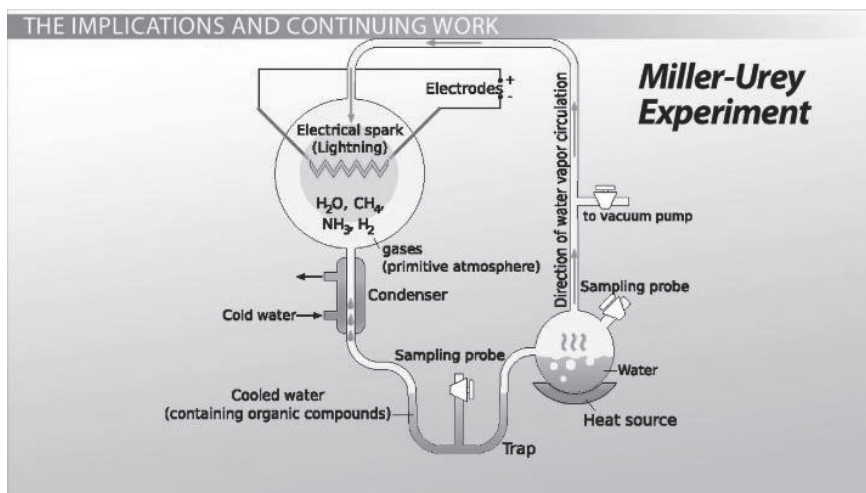 THE IMPLICATIONS AND CONTINUING WORK
Miller-Urey
Experiment
Electrodes
+
-
Electrical spark
(Lightning)
H₂O, CH₄,
NH₃, H₂
gases
(primitive atmosphere)
Direction of water vapor circulation
to vacuum pump
Condenser
Cold water
Sampling probe
Sampling probe
Water
Cooled water
(containing organic compounds)
Heat source
Trap